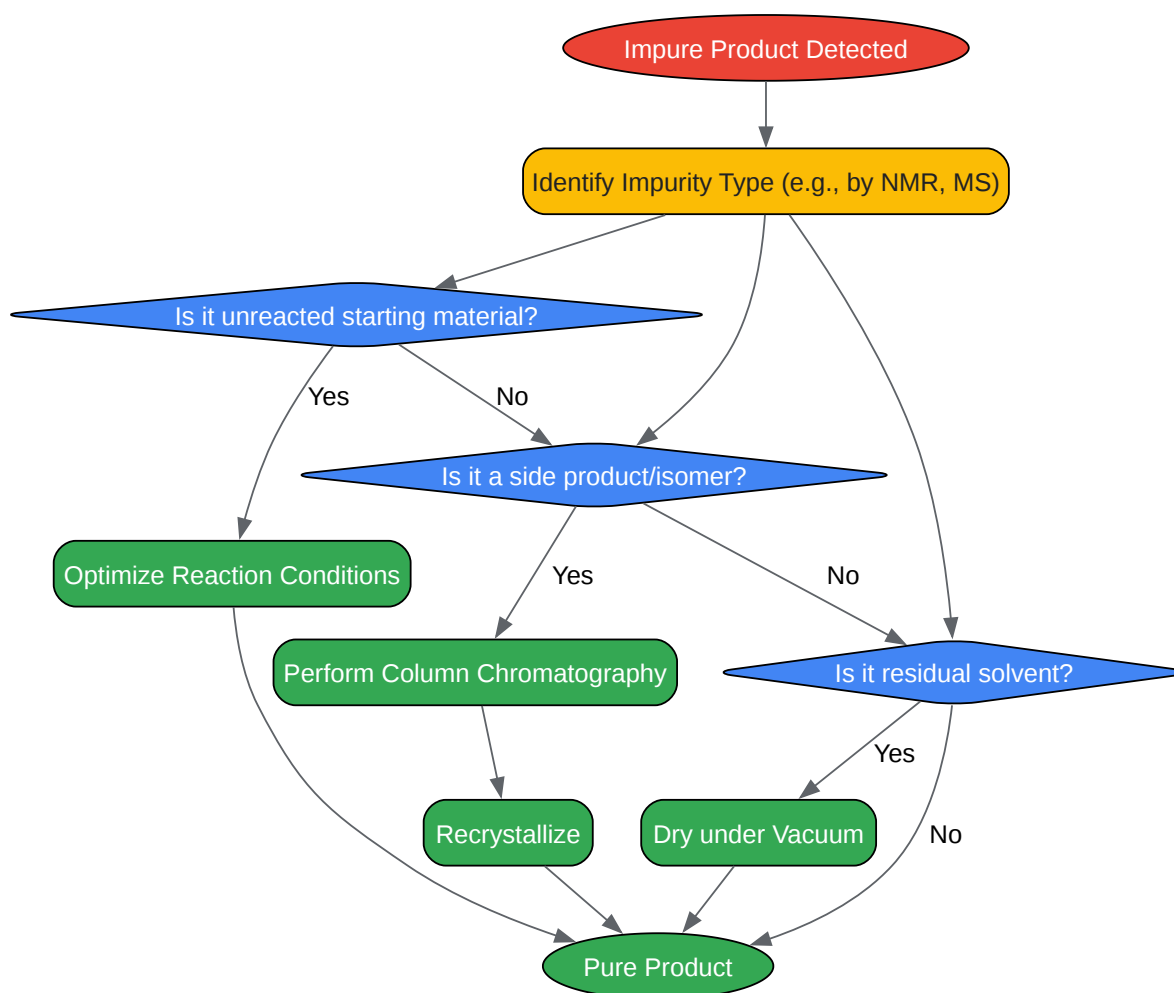 Impure Product Detected
Identify Impurity Type (e.g., by NMR, MS)
Is it unreacted starting material?
Yes
No
Is it a side product/isomer?
Optimize Reaction Conditions
Yes
No
Perform Column Chromatography
Is it residual solvent?
Yes
Recrystallize
Dry under Vacuum
No
Pure Product